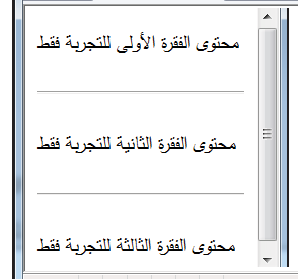 محتوى الفقرة الأولى للتجربة فقط
محتوى الفقرة الثانية للتجربة فقط
محتوى الفقرة الثالثة للتجربة فقط